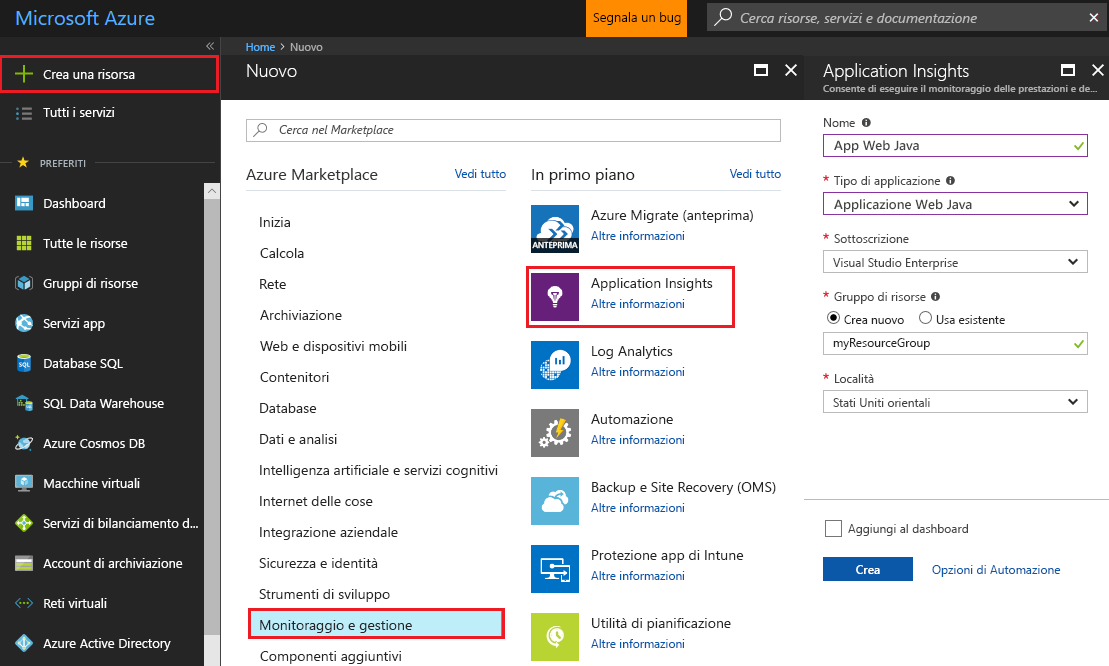 Microsoft Azure
Segnala un bug
Cerca risorse, servizi e documentazione
Crea una risorsa
Tutti i servizi
PREFERITI
Dashboard
Tutte le risorse
Gruppi di risorse
Servizi app
Database SQL
SQL Data Warehouse
Azure Cosmos DB
Macchine virtuali
Servizi di bilanciamento d...
Account di archiviazione
Reti virtuali
Azure Active Directory
Home > Nuovo
Nuovo
Cerca nel Marketplace
Azure Marketplace
Vedi tutto
Inizia
Calcola
Rete
Archiviazione
Web e dispositivi mobili
Contenitori
Database
Dati e analisi
Intelligenza artificiale e servizi cognitivi
Internet delle cose
Integrazione aziendale
Sicurezza e identità
Strumenti di sviluppo
Monitoraggio e gestione
Componenti aggiuntivi
In primo piano
Vedi tutto
ANTEPRIMA
Azure Migrate (anteprima)
Altre informazioni
Application Insights
Altre informazioni
Log Analytics
Altre informazioni
Automazione
Altre informazioni
Backup e Site Recovery (OMS)
Altre informazioni
Protezione app di Intune
Altre informazioni
Utilità di pianificazione
Altre informazioni
Application Insights
Consente di eseguire il monitoraggio delle prestazioni e de...
Nome
App Web Java
* Tipo di applicazione
Applicazione Web Java
* Sottoscrizione
Visual Studio Enterprise
* Gruppo di risorse
Crea nuovo
Usa esistente
myResourceGroup
* Località
Stati Uniti orientali
Aggiungi al dashboard
Crea
Opzioni di Automazione